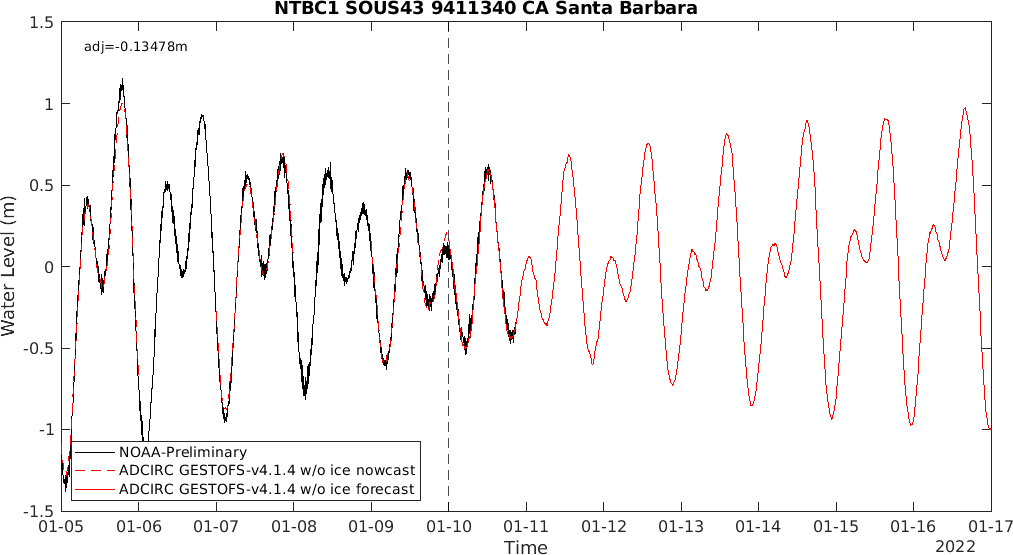 NTBC1 SOUS43 9411340 CA Santa Barbara
adj=-0.13478m
Water Level (m)
1.5
1
0.5
0
-0.5
-1
-1.5
NOAA-Preliminary
ADCIRC GESTOFS-v4.1.4 w/o ice nowcast
ADCIRC GESTOFS-v4.1.4 w/o ice forecast
01-05 01-06 01-07 01-08 01-09 01-10 01-11 01-12 01-13 01-14 01-15 01-16 01-17
Time
2022